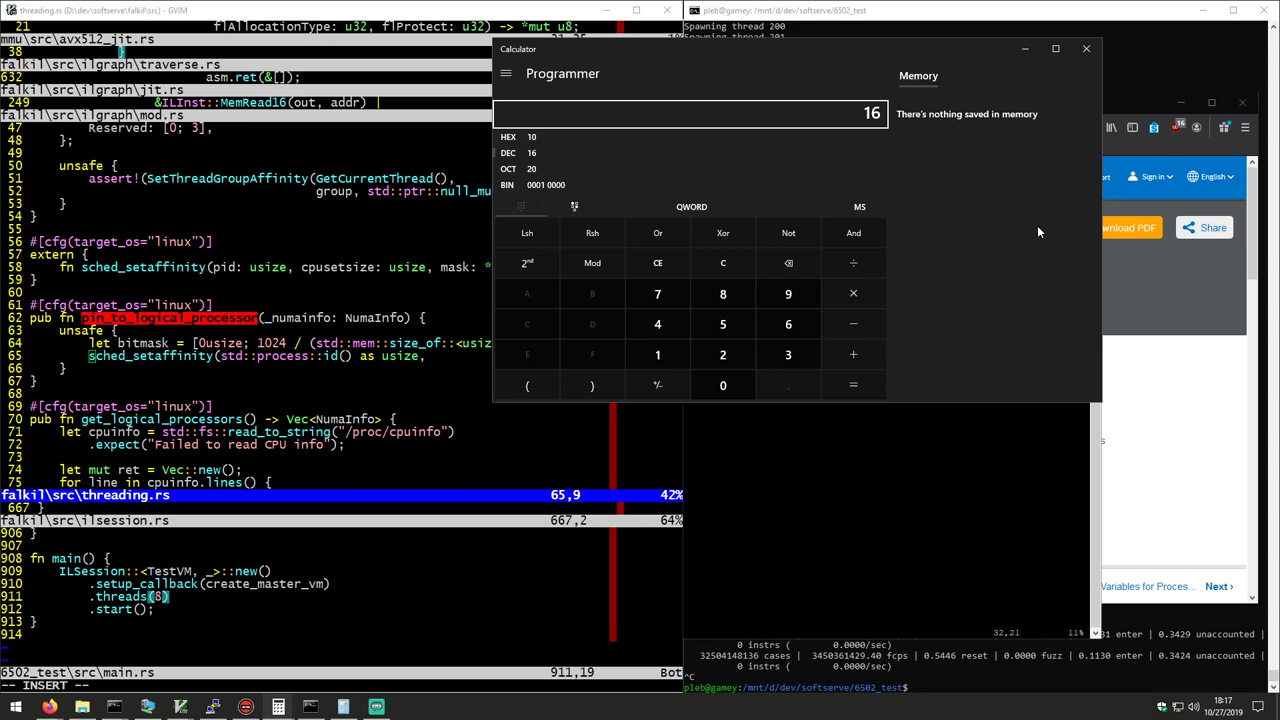 threading.rs (D:\dev\softserve\falkil\src) - GVIM
21 flAllocationType: u32, flProtect: u32) -> *mut u8;
mmu\src\avx512_jit.rs
38 }
falkil\src\ilgraph\traverse.rs
632 asm.ret(&[]);
falkil\src\ilgraph\jit.rs
249 &ILInst::MemRead16(out, addr) |
falkil\src\ilgraph\mod.rs
47 Reserved: [0; 3],
48 };
49
50 unsafe {
51 assert!(SetThreadGroupAffinity(GetCurrentThread(),
52 group, std::ptr::null_mu
53 }
54 }
55
56 #[cfg(target_os="linux")]
57 extern {
58 fn sched_setaffinity(pid: usize, cpusetsize: usize, mask: *
59 }
60
61 #[cfg(target_os="linux")]
62 pub fn pin_to_logical_processor(_numainfo: NumaInfo) {
63 unsafe {
64 let bitmask = [0usize; 1024 / (std::mem::size_of::<usiz
65 sched_setaffinity(std::process::id() as usize,
66 }
67 }
68
69 #[cfg(target_os="linux")]
70 pub fn get_logical_processors() -> Vec<NumaInfo> {
71 let cpuinfo = std::fs::read_to_string("/proc/cpuinfo")
72 .expect("Failed to read CPU info");
73
74 let mut ret = Vec::new();
75 for line in cpuinfo.lines() {
falkil\src\threading.rs 65,9 42%
667 }
falkil\src\ilsession.rs 667,2 64%
906 }
907
908 fn main() {
909 ILSession::<TestVM, _>::new()
910 .setup_callback(create_master_vm)
911 .threads(8)
912 .start();
913 }
914
~
~
6502_test\src\main.rs 911,19 Bot
-- INSERT --
pleb@gamey: /mnt/d/dev/softserve/6502_test
Spawning thread 200
Spawning thread 201
Calculator
Programmer
Memory
16
There's nothing saved in memory
HEX 10
DEC 16
OCT 20
BIN 0001 0000
QWORD MS
Lsh Rsh Or Xor Not And
2nd Mod CE C ÷
A B 7 8 9 ×
C D 4 5 6 −
E F 1 2 3 +
( ) +/- 0 . =
16
ort Sign in English
wnload PDF Share
Variables for Proces... Next ›
32,21 11%
0 instrs ( 0.0000/sec)
31 enter | 0.3429 unaccounted |
32504148136 cases | 3450361429.40 fcps | 0.5446 reset | 0.0000 fuzz | 0.1130 enter | 0.3424 unaccounted |
0 instrs ( 0.0000/sec)
^C
pleb@gamey:/mnt/d/dev/softserve/6502_test$
18:17
10/27/2019